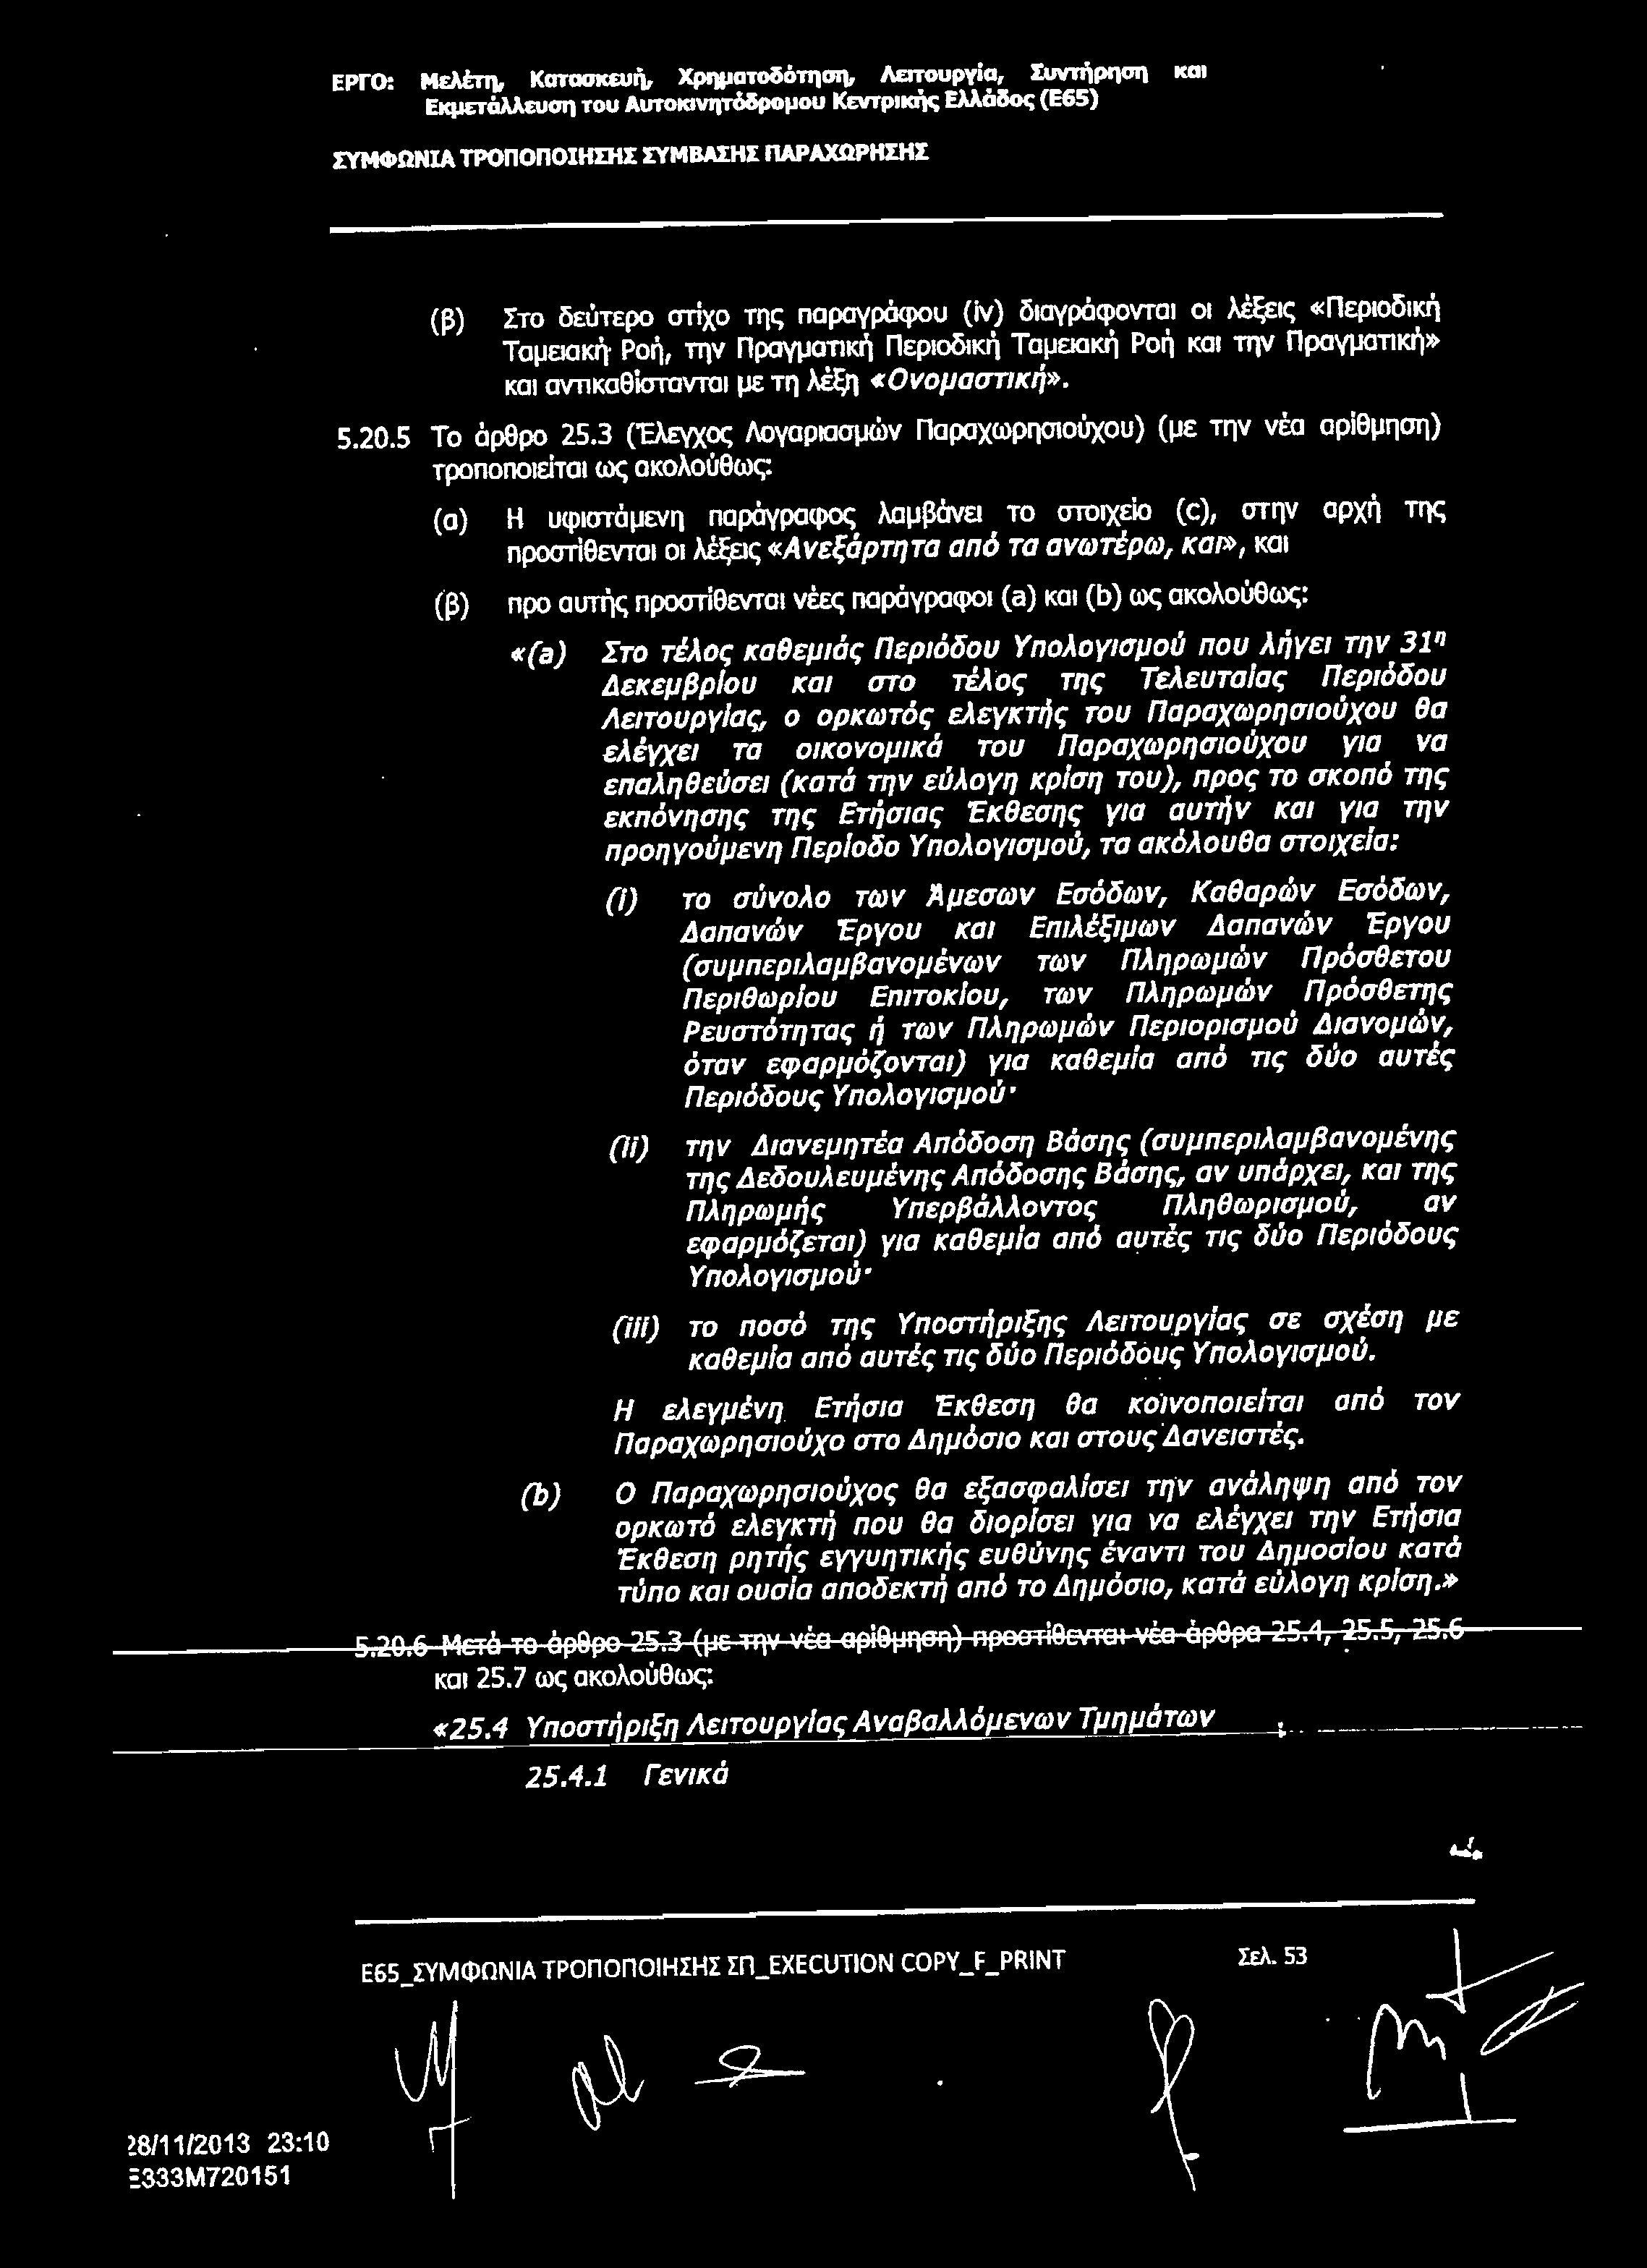 ΕΡΓΟ: Μελέτη, Κατασκευή, Χρηματοδότηση, Λειτουργία, Συντήρηση και
Εκμετάλλευση του Αυτοκινητόδρομου Κεντρικής Ελλάδος (Ε65)
ΣΥΜΦΩΝΙΑ ΤΡΟΠΟΠΟΙΗΣΗΣ ΣΥΜΒΑΣΗΣ ΠΑΡΑΧΩΡΗΣΗΣ
(β) Στο δεύτερο στίχο της παραγράφου (iv) διαγράφονται οι λέξεις «Περιοδική
Ταμειακή Ροή, την Πραγματική Περιοδική Ταμειακή Ροή και την Πραγματική»
και αντικαθίστανται με τη λέξη «Ονομαστική».
5.20.5 Το άρθρο 25.3 (Έλεγχος Λογαριασμών Παραχωρησιούχου) (με την νέα αρίθμηση)
τροποποιείται ως ακολούθως:
(α) Η υφιστάμενη παράγραφος λαμβάνει το στοιχείο (c), στην αρχή της
προστίθενται οι λέξεις «Ανεξάρτητα από τα ανωτέρω, και», και
(β) προ αυτής προστίθενται νέες παράγραφοι (a) και (b) ως ακολούθως:
«(a) Στο τέλος καθεμιάς Περιόδου Υπολογισμού που λήγει την 31η
Δεκεμβρίου και στο τέλος της Τελευταίας Περιόδου
Λειτουργίας, ο ορκωτός ελεγκτής του Παραχωρησιούχου θα
ελέγχει τα οικονομικά του Παραχωρησιούχου για να
επαληθεύσει (κατά την εύλογη κρίση του), προς το σκοπό της
εκπόνησης της Ετήσιας Έκθεσης για αυτήν και για την
προηγούμενη Περίοδο Υπολογισμού, τα ακόλουθα στοιχεία:
(i) το σύνολο των Άμεσων Εσόδων, Καθαρών Εσόδων,
Δαπανών Έργου και Επιλέξιμων Δαπανών Έργου
(συμπεριλαμβανομένων των Πληρωμών Πρόσθετου
Περιθωρίου Επιτοκίου, των Πληρωμών Πρόσθετης
Ρευστότητας ή των Πληρωμών Περιορισμού Διανομών,
όταν εφαρμόζονται) για καθεμία από τις δύο αυτές
Περιόδους Υπολογισμού·
(ii) την Διανεμητέα Απόδοση Βάσης (συμπεριλαμβανομένης
της Δεδουλευμένης Απόδοσης Βάσης, αν υπάρχει, και της
Πληρωμής Υπερβάλλοντος Πληθωρισμού, αν
εφαρμόζεται) για καθεμία από αυτές τις δύο Περιόδους
Υπολογισμού·
(iii) το ποσό της Υποστήριξης Λειτουργίας σε σχέση με
καθεμία από αυτές τις δύο Περιόδους Υπολογισμού.
Η ελεγμένη Ετήσια Έκθεση θα κοινοποιείται από τον
Παραχωρησιούχο στο Δημόσιο και στους Δανειστές.
(b) Ο Παραχωρησιούχος θα εξασφαλίσει την ανάληψη από τον
ορκωτό ελεγκτή που θα διορίσει για να ελέγχει την Ετήσια
Έκθεση ρητής εγγυητικής ευθύνης έναντι του Δημοσίου κατά
τύπο και ουσία αποδεκτή από το Δημόσιο, κατά εύλογη κρίση.»
5.20.6 Μετά το άρθρο 25.3 (με την νέα αρίθμηση) προστίθενται νέα άρθρα 25.4, 25.5, 25.6
και 25.7 ως ακολούθως:
«25.4 Υποστήριξη Λειτουργίας Αναβαλλόμενων Τμημάτων
25.4.1 Γενικά
E65_ΣΥΜΦΩΝΙΑ ΤΡΟΠΟΠΟΙΗΣΗΣ ΣΠ_EXECUTION COPY_F_PRINT Σελ. 53
28/11/2013 23:10
333M720151